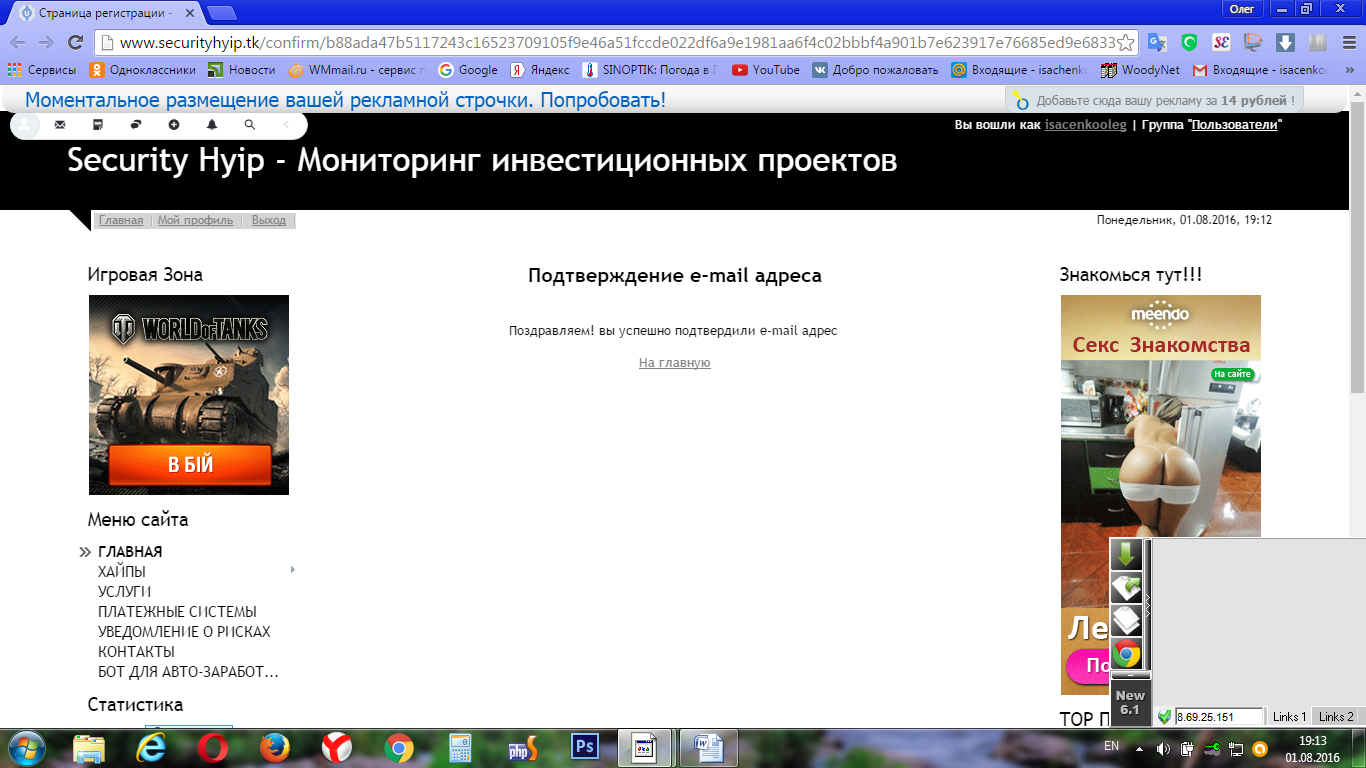 Страница регистрации -
Олег
www.securityhyip.tk/confirm/b88ada47b5117243c16523709105f9e46a51fccde022df6a9e1981aa6f4c02bbbf4a901b7e623917e76685ed9e6833
Сервисы Одноклассники Новости WMmail.ru - сервис Google Яндекс SINOPTIK: Погода в YouTube Добро пожаловать Входящие - isachenk WoodyNet Входящие - isacenko »
Моментальное размещение вашей рекламной строчки. Попробовать!
Добавьте сюда вашу рекламу за 14 рублей !
Вы вошли как isacenkooleg | Группа "Пользователи"
Security Hyip - Мониторинг инвестиционных проектов
Главная | Мой профиль | Выход
Понедельник, 01.08.2016, 19:12
Игровая Зона
WORLD OF TANKS
В БІЙ
Меню сайта
ГЛАВНАЯ
ХАЙПЫ
УСЛУГИ
ПЛАТЕЖНЫЕ СИСТЕМЫ
УВЕДОМЛЕНИЕ О РИСКАХ
КОНТАКТЫ
БОТ ДЛЯ АВТО-ЗАРАБОТ...
Статистика
Подтверждение e-mail адреса
Поздравляем! вы успешно подтвердили e-mail адрес
На главную
Знакомься тут!!!
meendo
Секс Знакомства
На сайте
Ле
По
TOP П
New
6.1
8.69.25.151
Links 1
Links 2
php
Ps
EN
19:13
01.08.2016